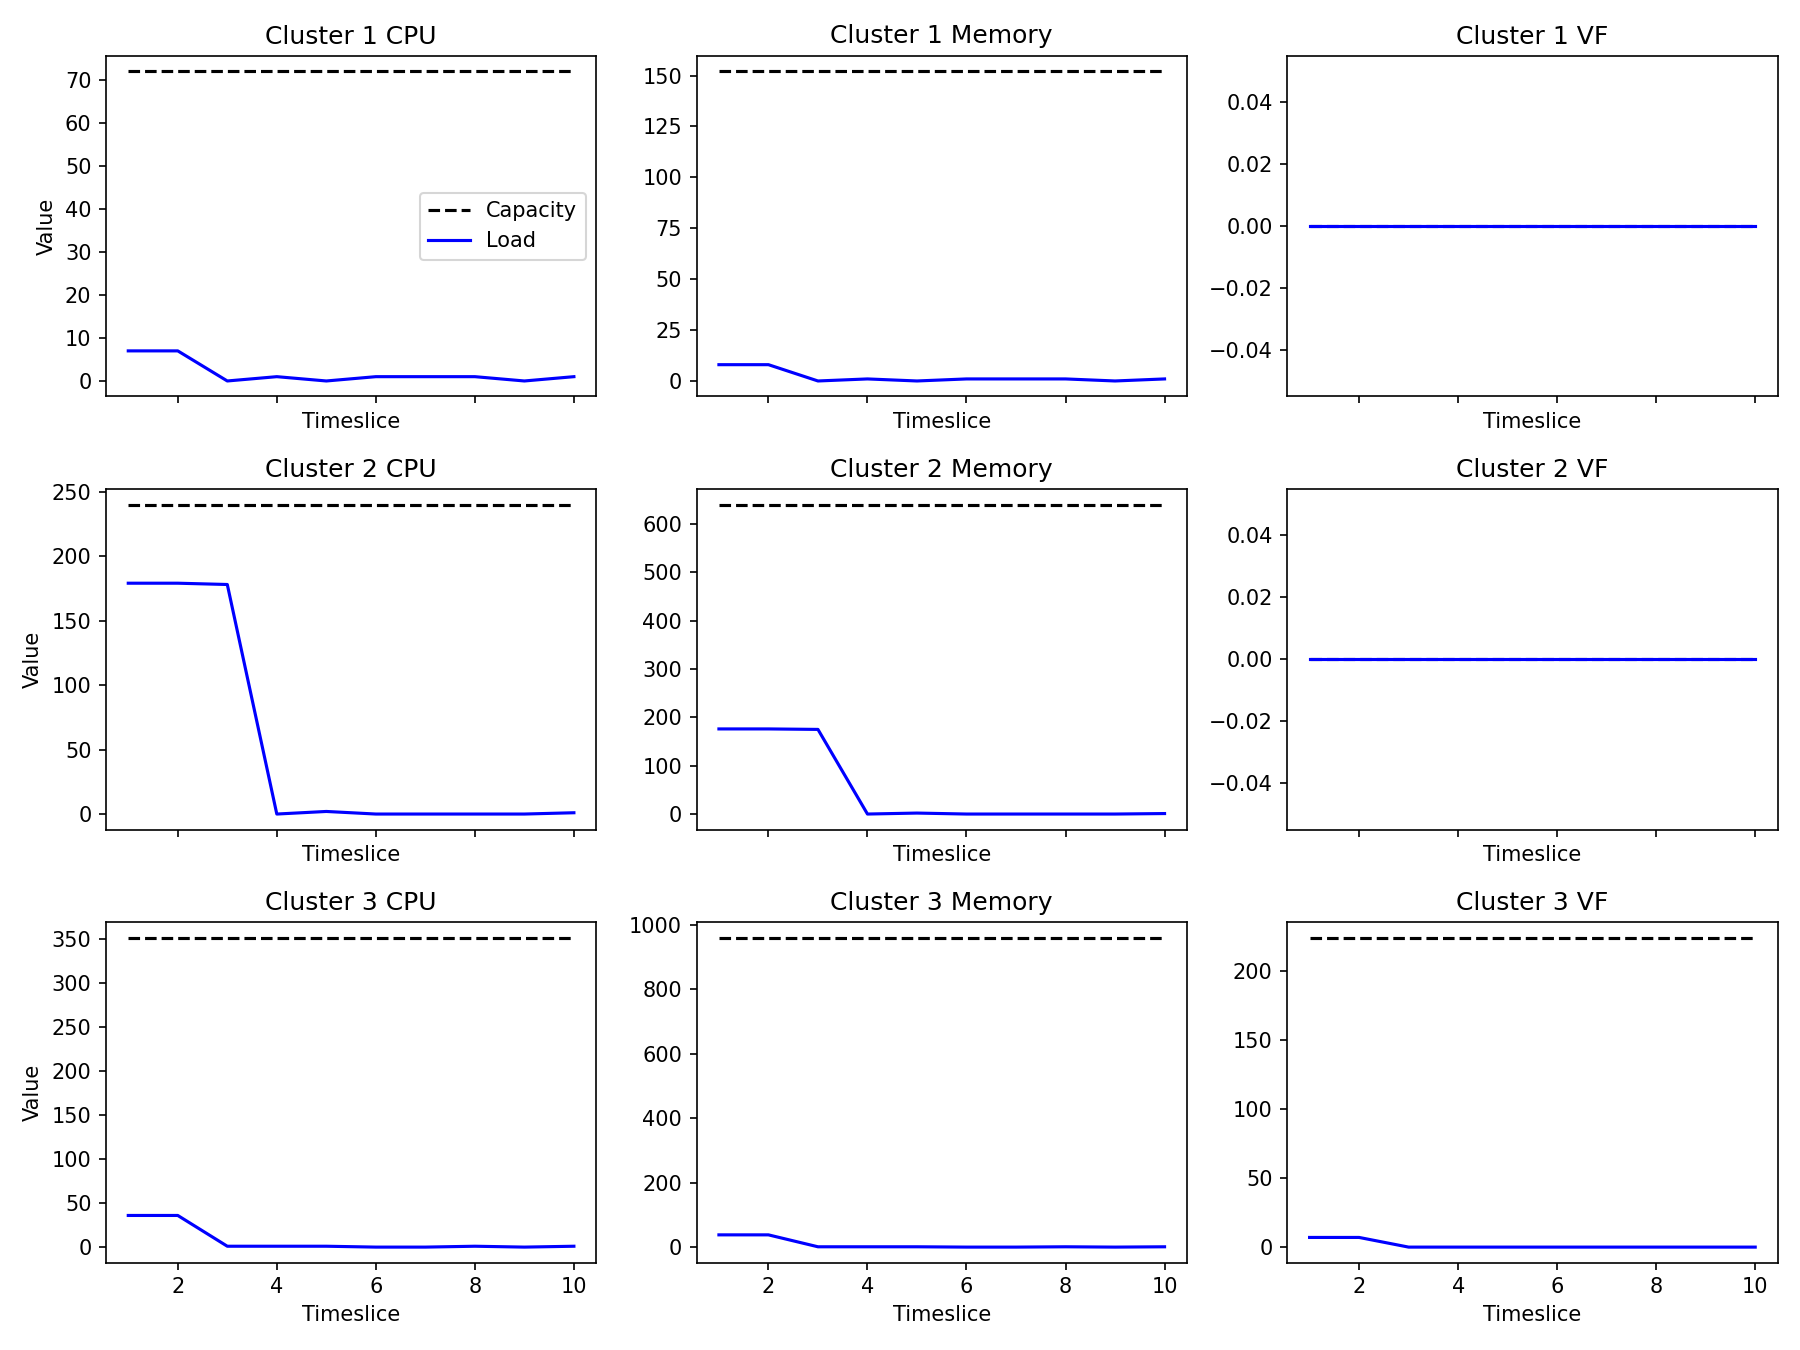 Cluster 1 CPU
Cluster 1 Memory
Cluster 1 VF
Value
70
60
50
40
30
20
10
0
Capacity
Load
Timeslice
150
125
100
75
50
25
0
Timeslice
0.04
0.02
0.00
−0.02
−0.04
Timeslice
Cluster 2 CPU
Cluster 2 Memory
Cluster 2 VF
Value
250
200
150
100
50
0
Timeslice
600
500
400
300
200
100
0
Timeslice
0.04
0.02
0.00
−0.02
−0.04
Timeslice
Cluster 3 CPU
Cluster 3 Memory
Cluster 3 VF
Value
350
300
250
200
150
100
50
0
2 4 6 8 10
Timeslice
1000
800
600
400
200
0
2 4 6 8 10
Timeslice
200
150
100
50
0
2 4 6 8 10
Timeslice